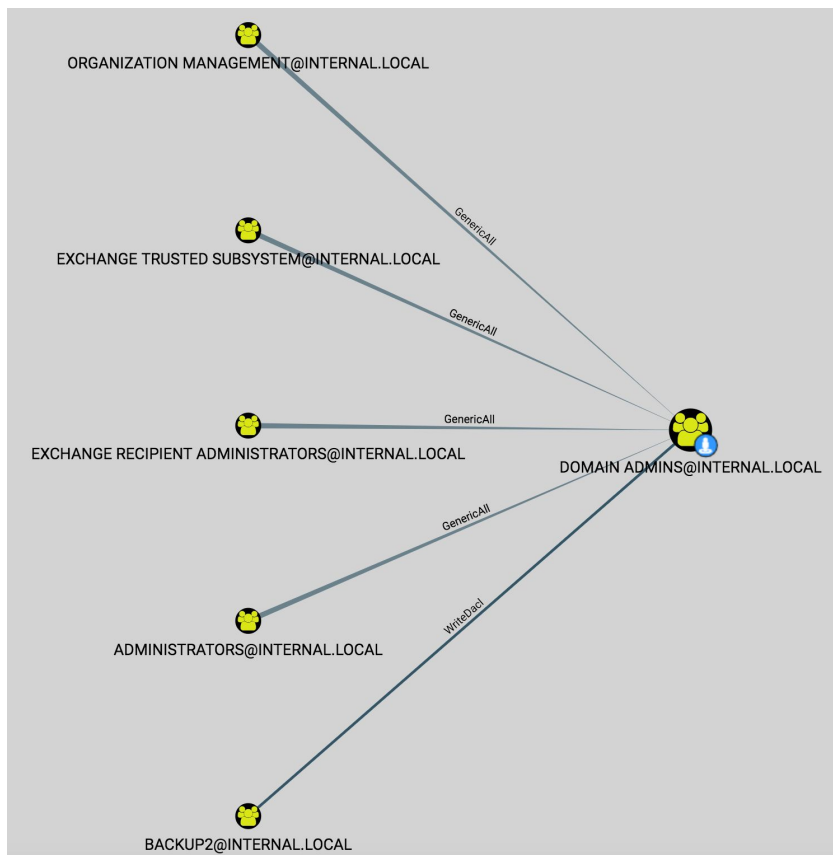 ORGANIZATION MANAGEMENT@INTERNAL.LOCAL
GenericAll
EXCHANGE TRUSTED SUBSYSTEM@INTERNAL.LOCAL
GenericAll
GenericAll
EXCHANGE RECIPIENT ADMINISTRATORS@INTERNAL.LOCAL
DOMAIN ADMINS@INTERNAL.LOCAL
GenericAll
WriteDacl
ADMINISTRATORS@INTERNAL.LOCAL
BACKUP2@INTERNAL.LOCAL